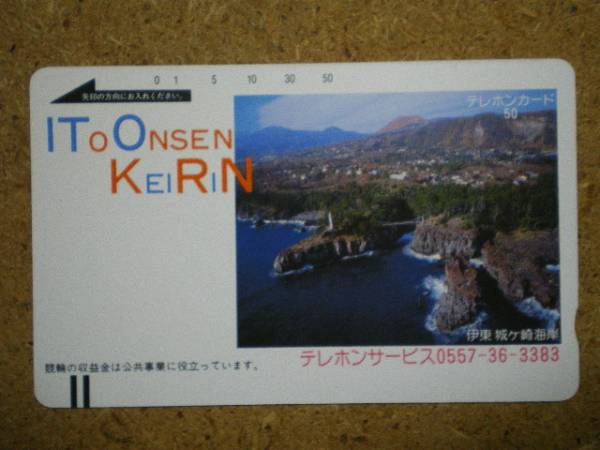 0 1 5 10 30 50
矢印の方向にお入れください。
テレホンカード
50
ITO ONSEN
KEIRIN
伊東 城ヶ崎海岸
テレホンサービス0557-36-3383
競輪の収益金は公共事業に役立っています。